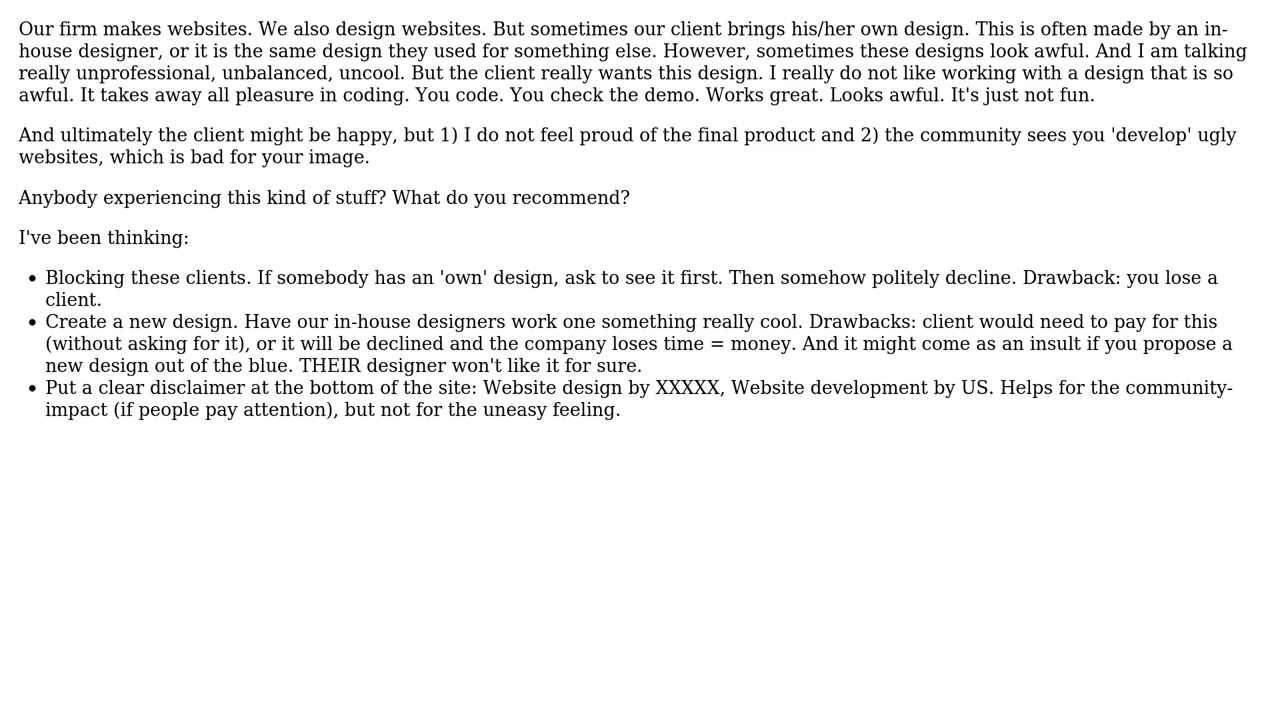 Our firm makes websites. We also design websites. But sometimes our client brings his/her own design. This is often made by an in-
house designer, or it is the same design they used for something else. However, sometimes these designs look awful. And I am talking
really unprofessional, unbalanced, uncool. But the client really wants this design. I really do not like working with a design that is so
awful. It takes away all pleasure in coding. You code. You check the demo. Works great. Looks awful. It's just not fun.
And ultimately the client might be happy, but 1) I do not feel proud of the final product and 2) the community sees you 'develop' ugly
websites, which is bad for your image.
Anybody experiencing this kind of stuff? What do you recommend?
I've been thinking:
• Blocking these clients. If somebody has an 'own' design, ask to see it first. Then somehow politely decline. Drawback: you lose a
client.
• Create a new design. Have our in-house designers work one something really cool. Drawbacks: client would need to pay for this
(without asking for it), or it will be declined and the company loses time = money. And it might come as an insult if you propose a
new design out of the blue. THEIR designer won't like it for sure.
• Put a clear disclaimer at the bottom of the site: Website design by XXXXX, Website development by US. Helps for the community-
impact (if people pay attention), but not for the uneasy feeling.